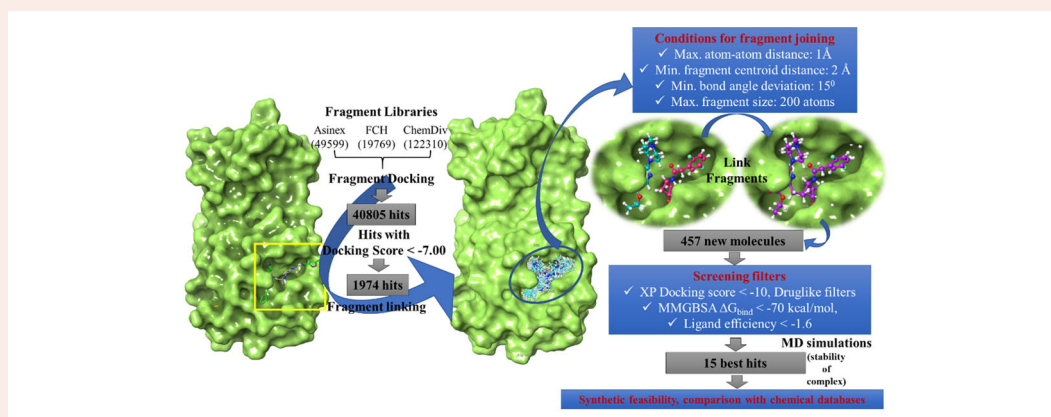 Fragment Libraries
Asinex FCH ChemDiv
(49599) (19769) (122310)
Fragment Docking
40805 hits
Hits with
Docking Score < -7.00
1974 hits
Fragment linking
Conditions for fragment joining
✓ Max. atom-atom distance: 1Å
✓ Min. fragment centroid distance: 2 Å
✓ Min. bond angle deviation: 15⁰
✓ Max. fragment size: 200 atoms
Link
Fragments
457 new molecules
Screening filters
✓ XP Docking score < -10, Druglike filters
✓ MMGBSA ΔGbind < -70 kcal/mol,
✓ Ligand efficiency < -1.6
MD simulations
(stability
of
complex)
15 best hits
Synthetic feasibility, comparison with chemical databases